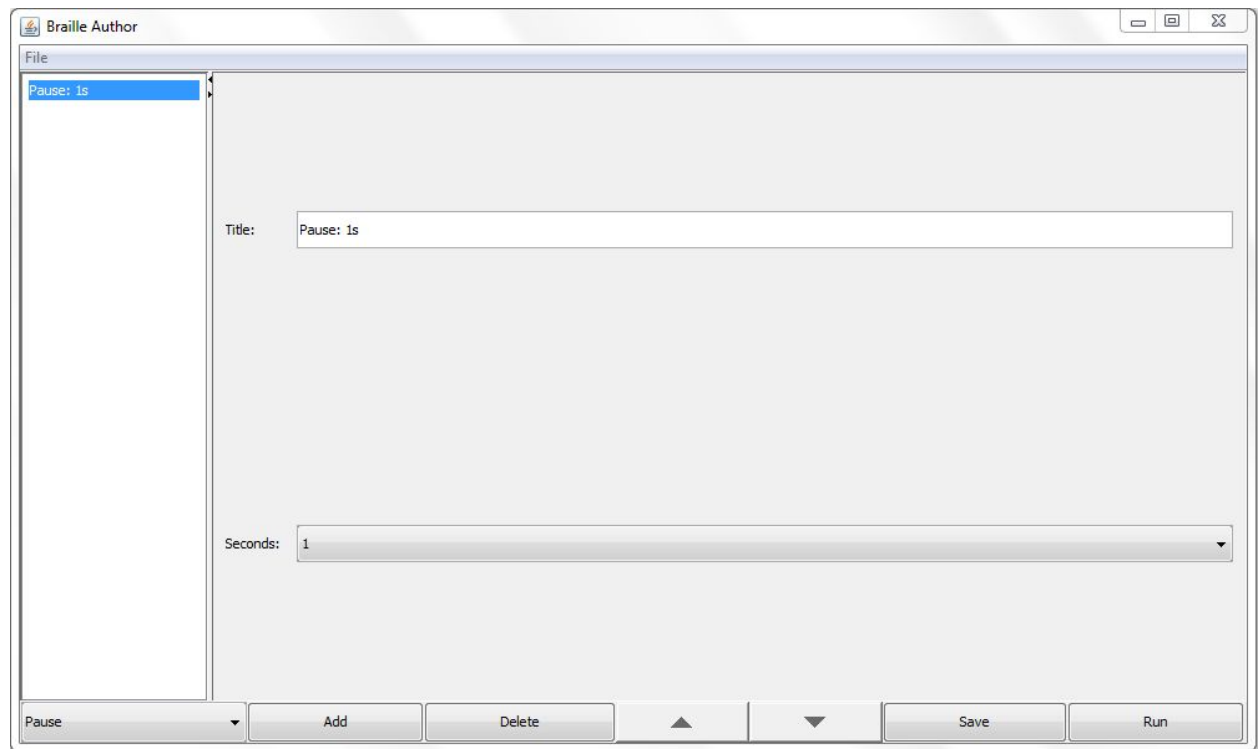 Braille Author
File
Pause: 1s
Title: Pause: 1s
Seconds: 1
Pause Add Delete Save Run